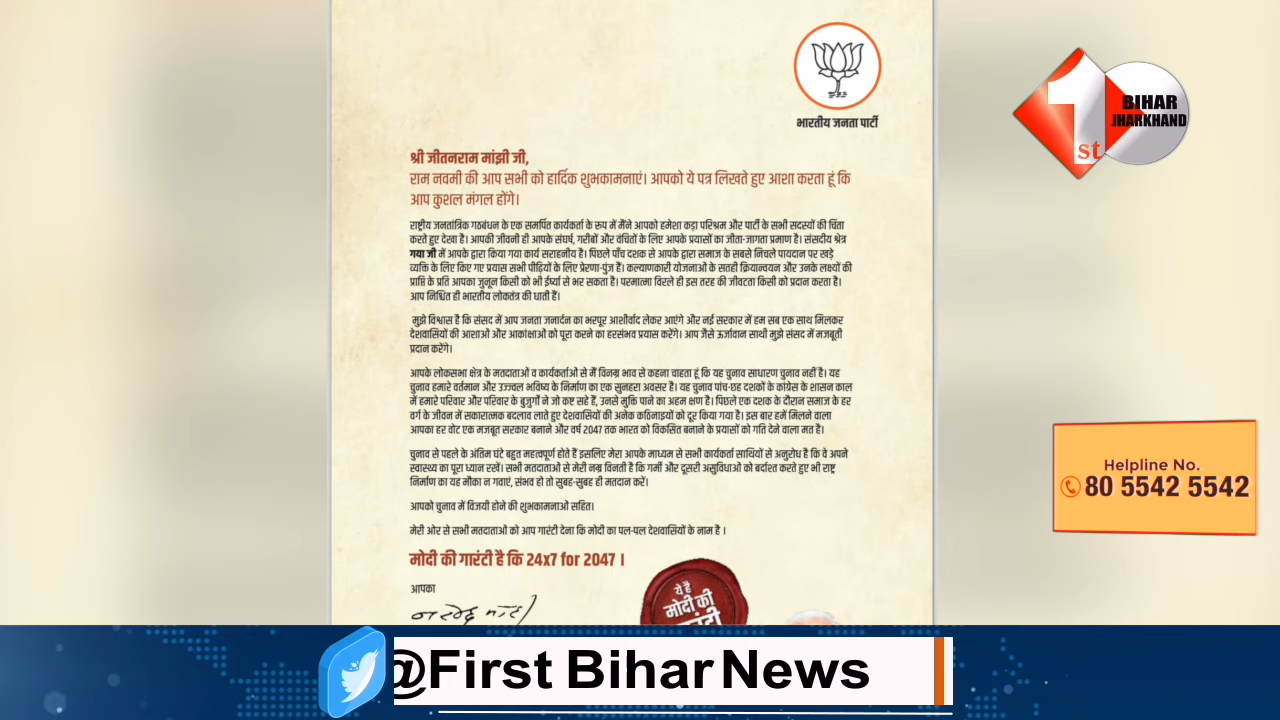 भारतीय जनता पार्टी
1st
BIHAR
JHARKHAND
श्री जीतनराम मांझी जी,
राम नवमी की आप सभी को हार्दिक शुभकामनाएं। आपको ये पत्र लिखते हुए आशा करता हूं कि
आप कुशल मंगल होंगे।
राष्ट्रीय जनतांत्रिक गठबंधन के एक समर्पित कार्यकर्ता के रूप में मैंने आपको हमेशा कड़ा परिश्रम और पार्टी के सभी सदस्यों की चिंता
करते हुए देखा है। आपकी जीवनी ही आपके संघर्ष, गरीबों और वंचितों के लिए आपके प्रयासों का जीता-जागता प्रमाण है। संसदीय श्रेत्र
गया जी में आपके द्वारा किया गया कार्य सराहनीय है। पिछले पाँच दशक से आपके द्वारा समाज के सबसे निचले पायदान पर खड़े
व्यक्ति के लिए किए गए प्रयास सभी पीढ़ियों के लिए प्रेरणा-पुंज हैं। कल्याणकारी योजनाओं के सतही क्रियान्वयन और उनके लक्ष्यों की
प्राप्ति के प्रति आपका जुनून किसी को भी ईर्ष्या से भर सकता है। परमात्मा विरले ही इस तरह की जीवटता किसी को प्रदान करता है।
आप निश्चित ही भारतीय लोकतंत्र की थाती हैं।
मुझे विश्वास है कि संसद में आप जनता जनार्दन का भरपूर आशीर्वाद लेकर आएंगे और नई सरकार में हम सब एक साथ मिलकर
देशवासियों की आशाओं और आकांक्षाओं को पूरा करने का हरसंभव प्रयास करेंगे। आप जैसे ऊर्जावान साथी मुझे संसद में मजबूती
प्रदान करेंगे।
आपके लोकसभा क्षेत्र के मतदाताओं व कार्यकर्ताओं से मैं विनम्र भाव से कहना चाहता हूं कि यह चुनाव साधारण चुनाव नहीं है। यह
चुनाव हमारे वर्तमान और उज्ज्वल भविष्य के निर्माण का एक सुनहरा अवसर है। यह चुनाव पांच-छह दशकों के कांग्रेस के शासन काल
में हमारे परिवार और परिवार के बुजुर्गों ने जो कष्ट सहे हैं, उनसे मुक्ति पाने का अहम क्षण है। पिछले एक दशक के दौरान समाज के हर
वर्ग के जीवन में सकारात्मक बदलाव लाते हुए देशवासियों की अनेक कठिनाइयों को दूर किया गया है। इस बार हमें मिलने वाला
आपका हर वोट एक मजबूत सरकार बनाने और वर्ष 2047 तक भारत को विकसित बनाने के प्रयासों को गति देने वाला मत है।
चुनाव से पहले के अंतिम घंटे बहुत महत्वपूर्ण होते हैं इसलिए मेरा आपके माध्यम से सभी कार्यकर्ता साथियों से अनुरोध है कि वे अपने
स्वास्थ्य का पूरा ध्यान रखें। सभी मतदाताओं से मेरी नम्र विनती है कि गर्मी और दूसरी असुविधाओं को बर्दाश्त करते हुए भी राष्ट्र
निर्माण का यह मौका न गवाएं, संभव हो तो सुबह-सुबह ही मतदान करें।
आपको चुनाव में विजयी होने की शुभकामनाओं सहित।
मेरी ओर से सभी मतदाताओं को आप गारंटी देना कि मोदी का पल-पल देशवासियों के नाम है ।
मोदी की गारंटी है कि 24x7 for 2047 ।
आपका
नरेन्द्र मोदी
ये है
मोदी की
गारंटी
Helpline No.
80 5542 5542
@First Bihar News